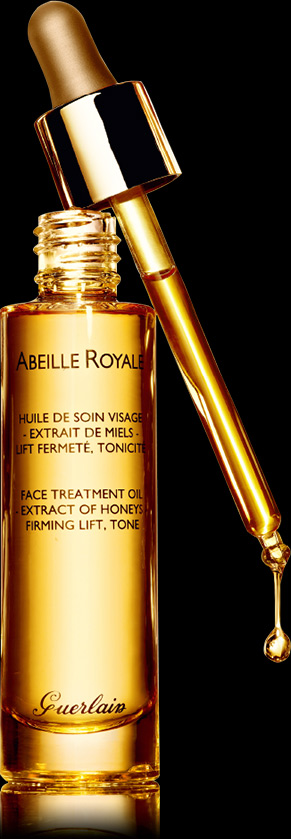 ABEILLE ROYALE
HUILE DE SOIN VISAGE
- EXTRAIT DE MIELS -
LIFT FERMETÉ, TONICITÉ
FACE TREATMENT OIL
- EXTRACT OF HONEYS -
FIRMING LIFT, TONE
Guerlain